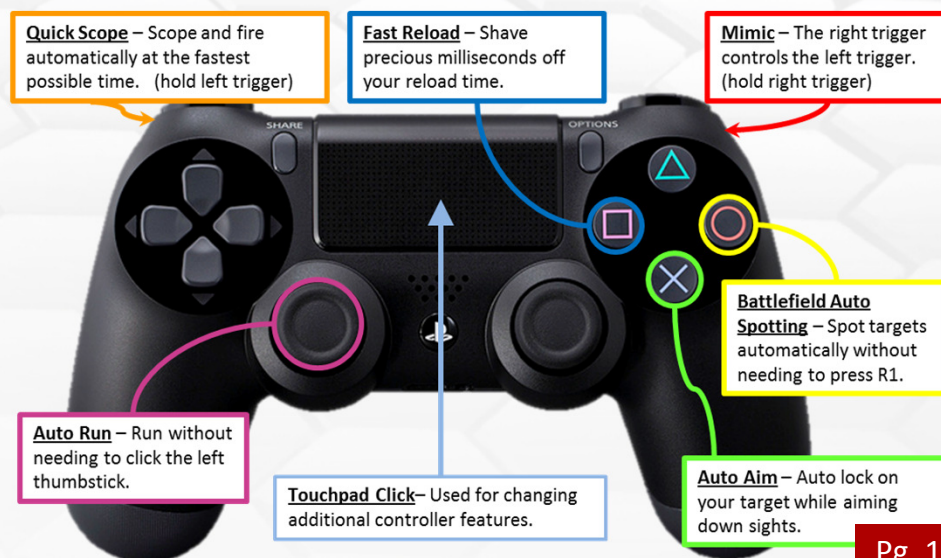 Quick Scope – Scope and fire
automatically at the fastest
possible time.   (hold left trigger)
Fast Reload – Shave
precious milliseconds off
your reload time.
Mimic – The right trigger
controls the left trigger.
(hold right trigger)
SHARE
OPTIONS
Battlefield Auto
Spotting – Spot targets
automatically without
needing to press R1.
Auto Run – Run without
needing to click the left
thumbstick.
Touchpad Click– Used for changing
additional controller features.
Auto Aim – Auto lock on
your target while aiming
down sights.
Pg. 1